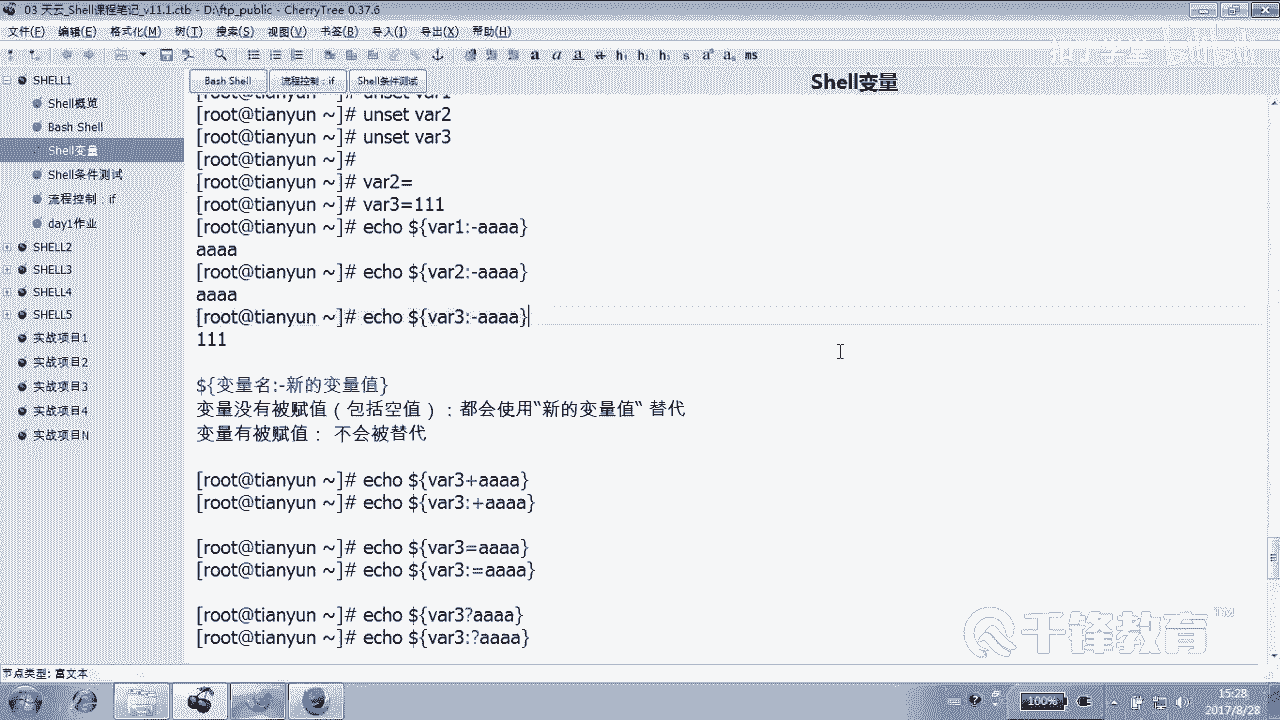 03 天云_Shell课程笔记_v11.1.ctb - D:\ftp_public - CherryTree 0.37.6
文件(F) 编辑(E) 格式化(M) 树(T) 搜索(S) 视图(V) 书签(B) 导入(I) 导出(X) 帮助(H)
a a a a h₁ h₂ h₃ s aª aₐ ms
SHELL1
Shell概览
Bash Shell
Shell变量
Shell条件测试
流程控制：if
day1作业
SHELL2
SHELL3
SHELL4
SHELL5
实战项目1
实战项目2
实战项目3
实战项目4
实战项目N
Bash Shell 流程控制：if Shell条件测试
Shell变量
[root@tianyun ~]# unset var1
[root@tianyun ~]# unset var2
[root@tianyun ~]# unset var3
[root@tianyun ~]#
[root@tianyun ~]# var2=
[root@tianyun ~]# var3=111
[root@tianyun ~]# echo ${var1:-aaaa}
aaaa
[root@tianyun ~]# echo ${var2:-aaaa}
aaaa
[root@tianyun ~]# echo ${var3:-aaaa}
111
${变量名:-新的变量值}
变量没有被赋值（包括空值）：都会使用“新的变量值“ 替代
变量有被赋值： 不会被替代
[root@tianyun ~]# echo ${var3+aaaa}
[root@tianyun ~]# echo ${var3:+aaaa}
[root@tianyun ~]# echo ${var3=aaaa}
[root@tianyun ~]# echo ${var3:=aaaa}
[root@tianyun ~]# echo ${var3?aaaa}
[root@tianyun ~]# echo ${var3:?aaaa}
千锋教育™
节点类型: 富文本
100%
15:28
2017/8/28